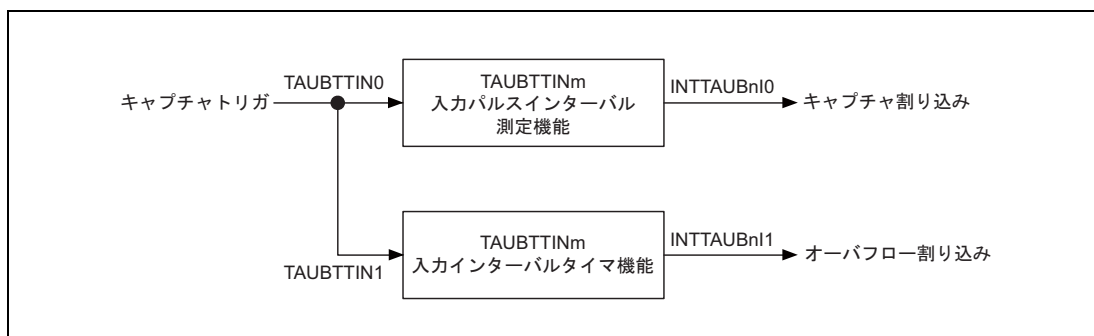 キャプチャトリガ
TAUBTTIN0
TAUBTTINm
入力パルスインターバル
測定機能
INTTAUBnI0
キャプチャ割り込み
TAUBTTIN1
TAUBTTINm
入力インターバルタイマ機能
INTTAUBnI1
オーバフロー割り込み